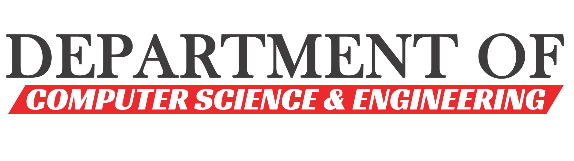 DEPARTMENT OF
COMPUTER SCIENCE & ENGINEERING